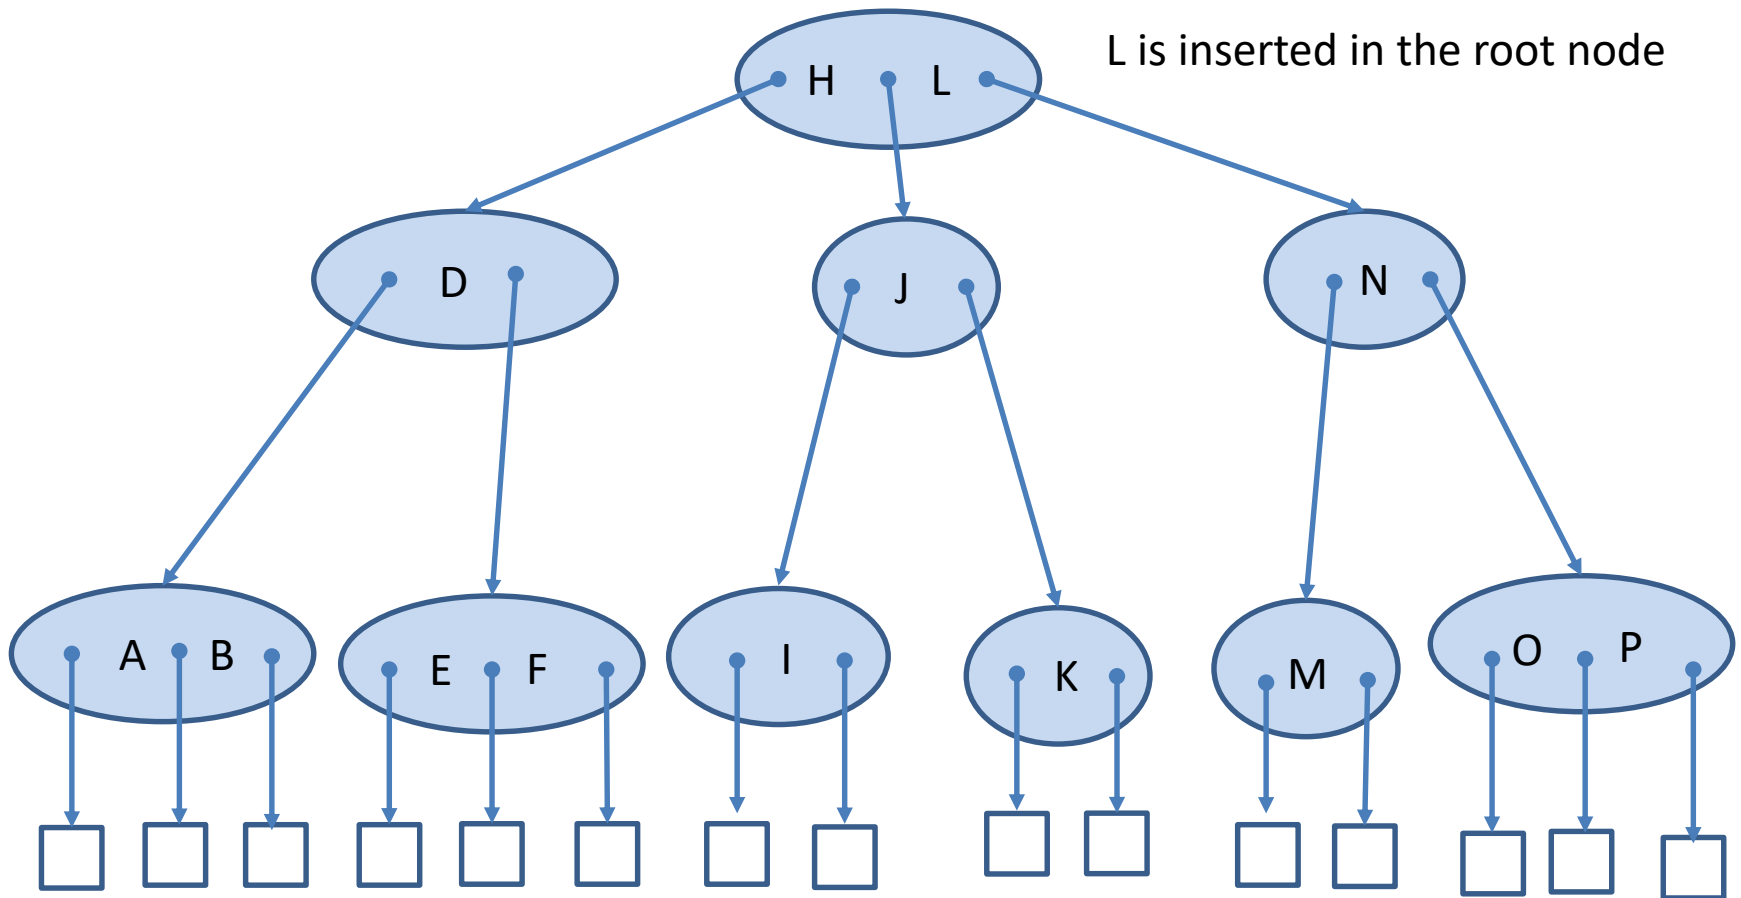 L is inserted in the root node
H L
D J N
A B E F I K M O P